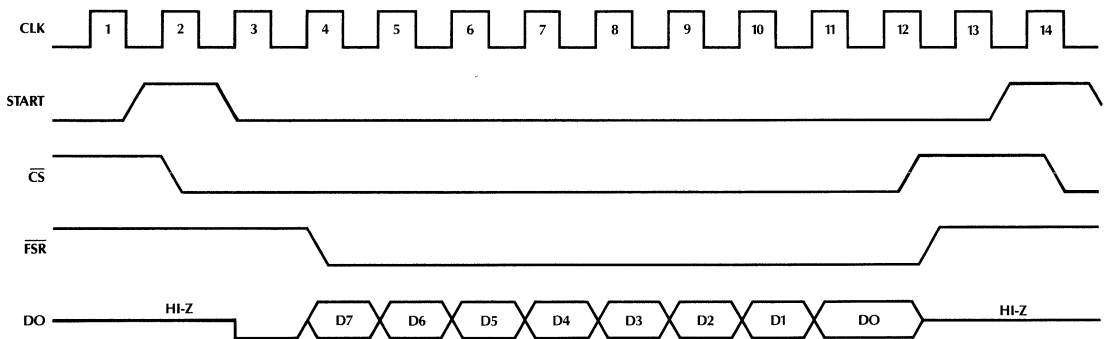 CLK 1 2 3 4 5 6 7 8 9 10 11 12 13 14
START
CS
FSR
DO HI-Z D7 D6 D5 D4 D3 D2 D1 DO HI-Z